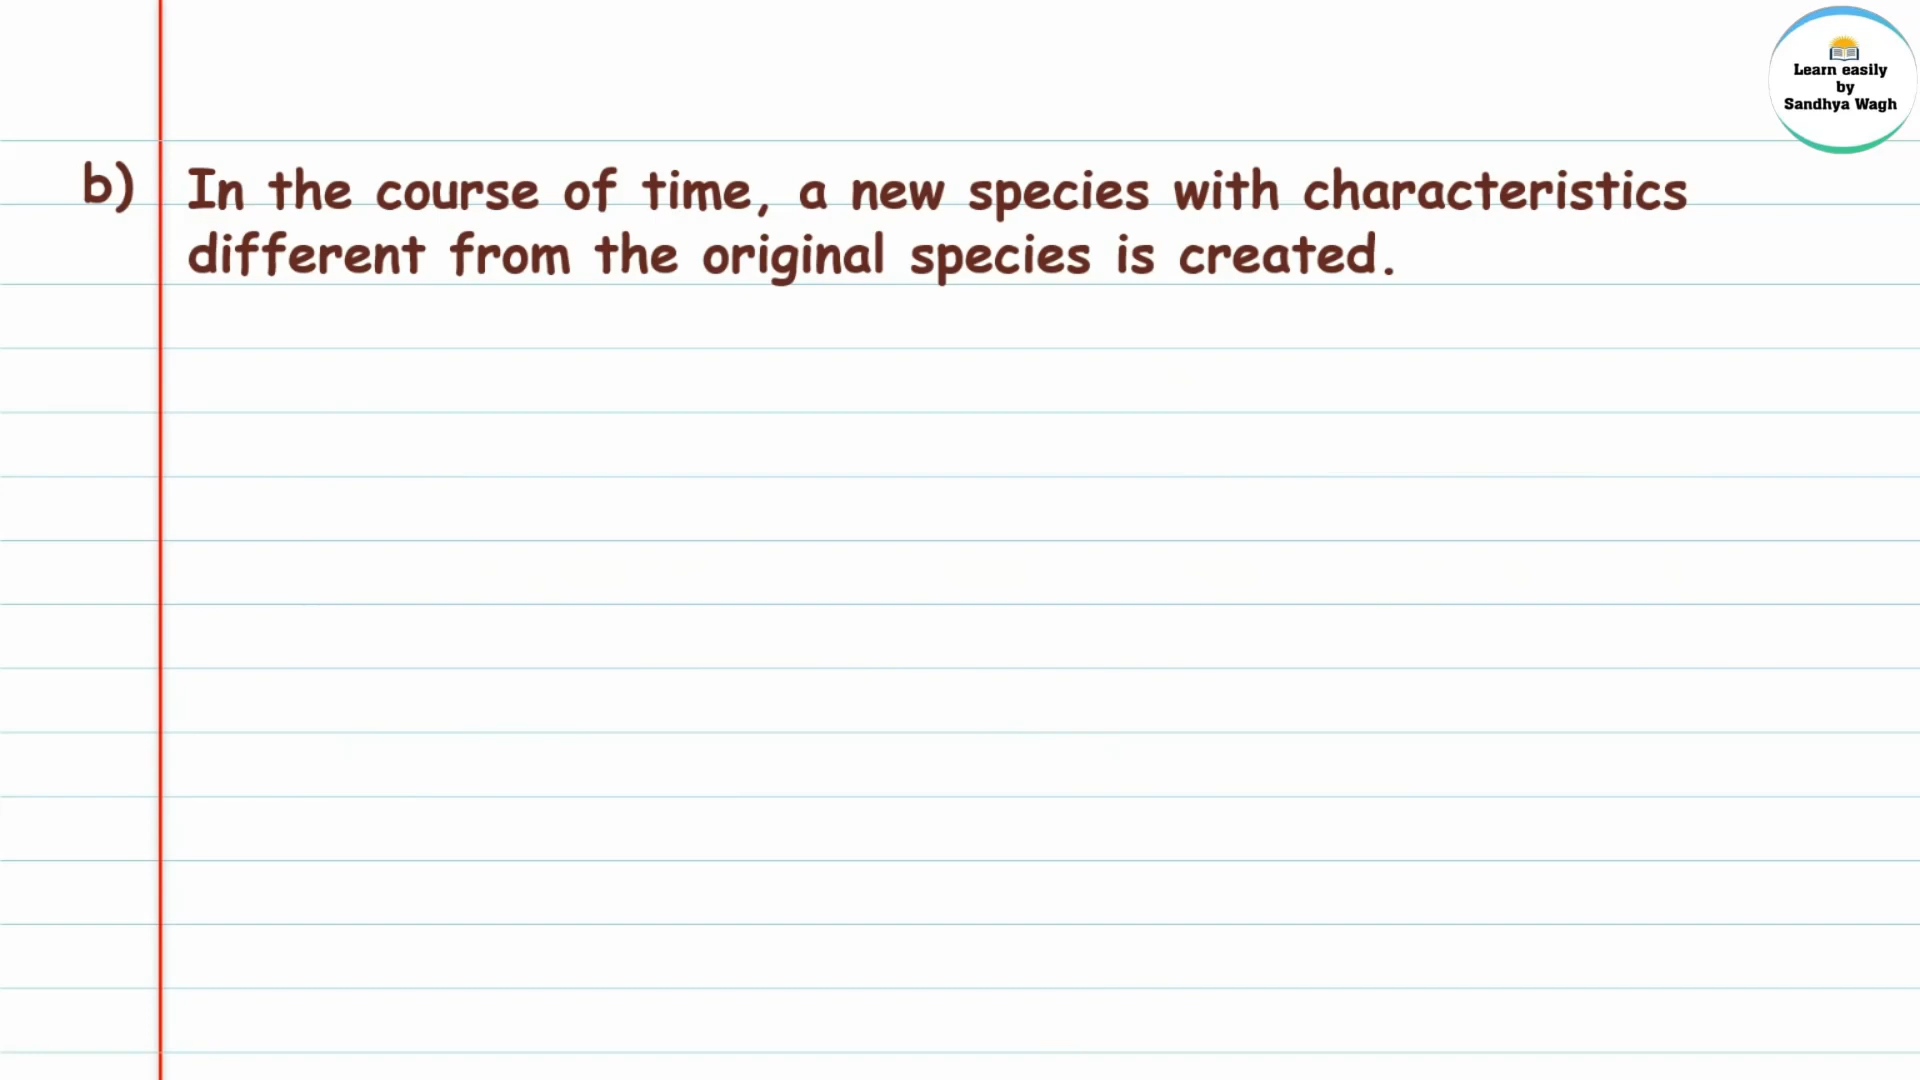 Learn easily
by
Sandhya Wagh
b) In the course of time, a new species with characteristics
different from the original species is created.